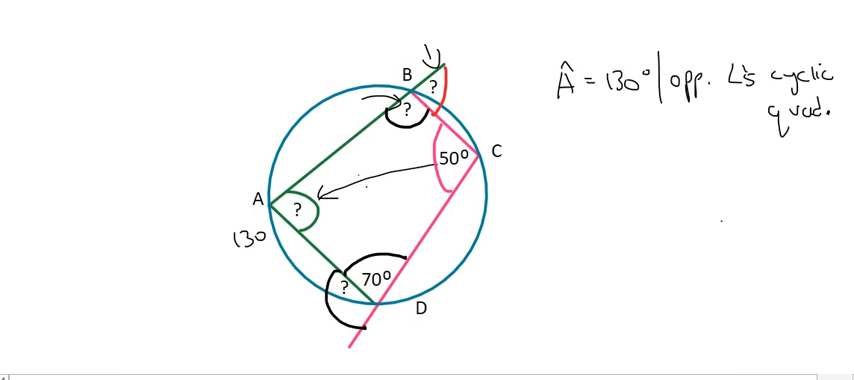 B
?
?
Â = 130° | opp. L's cyclic
quad.
50°
C
A
?
130
?
70°
D